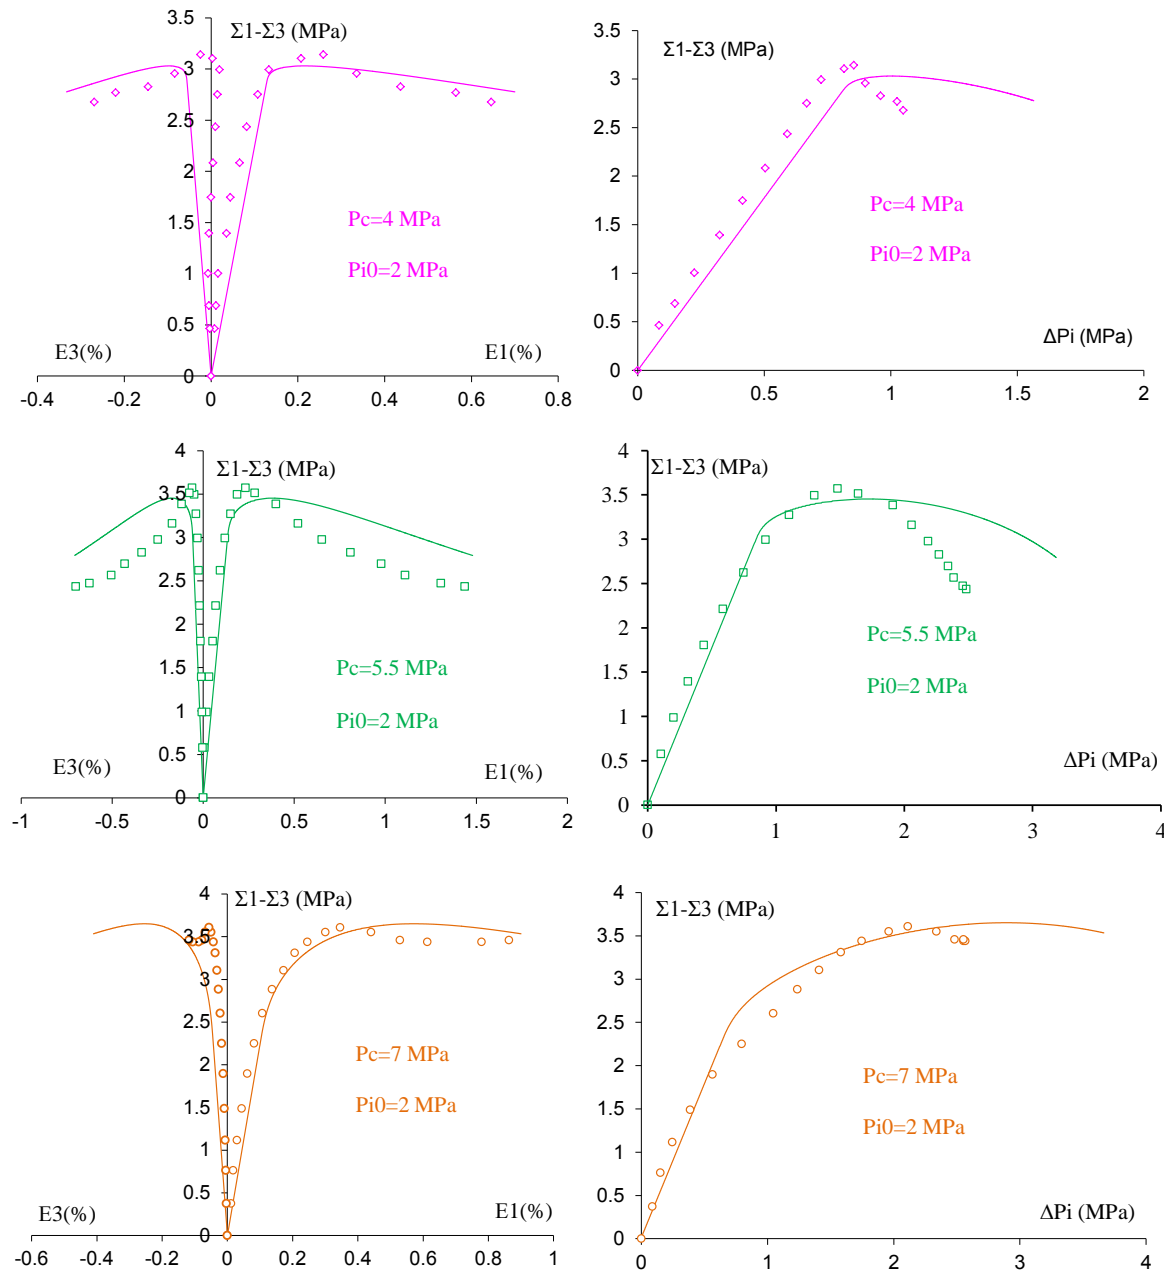 3.5
3
2.5
2
1.5
1
0.5
0
Σ1-Σ3 (MPa)
Pc=4 MPa
Pi0=2 MPa
E3(%)
E1(%)
-0.4 -0.2 0 0.2 0.4 0.6 0.8
3.5
3
2.5
2
1.5
1
0.5
0
Σ1-Σ3 (MPa)
Pc=4 MPa
Pi0=2 MPa
ΔPi (MPa)
0 0.5 1 1.5 2
4
3.5
3
2.5
2
1.5
1
0.5
0
Σ1-Σ3 (MPa)
Pc=5.5 MPa
Pi0=2 MPa
E3(%)
E1(%)
-1 -0.5 0 0.5 1 1.5 2
4
3.5
3
2.5
2
1.5
1
0.5
0
Σ1-Σ3 (MPa)
Pc=5.5 MPa
Pi0=2 MPa
ΔPi (MPa)
0 1 2 3 4
4
3.5
3
2.5
2
1.5
1
0.5
0
Σ1-Σ3 (MPa)
Pc=7 MPa
Pi0=2 MPa
E3(%)
E1(%)
-0.6 -0.4 -0.2 0 0.2 0.4 0.6 0.8 1
4
3.5
3
2.5
2
1.5
1
0.5
0
Σ1-Σ3 (MPa)
Pc=7 MPa
Pi0=2 MPa
ΔPi (MPa)
0 1 2 3 4